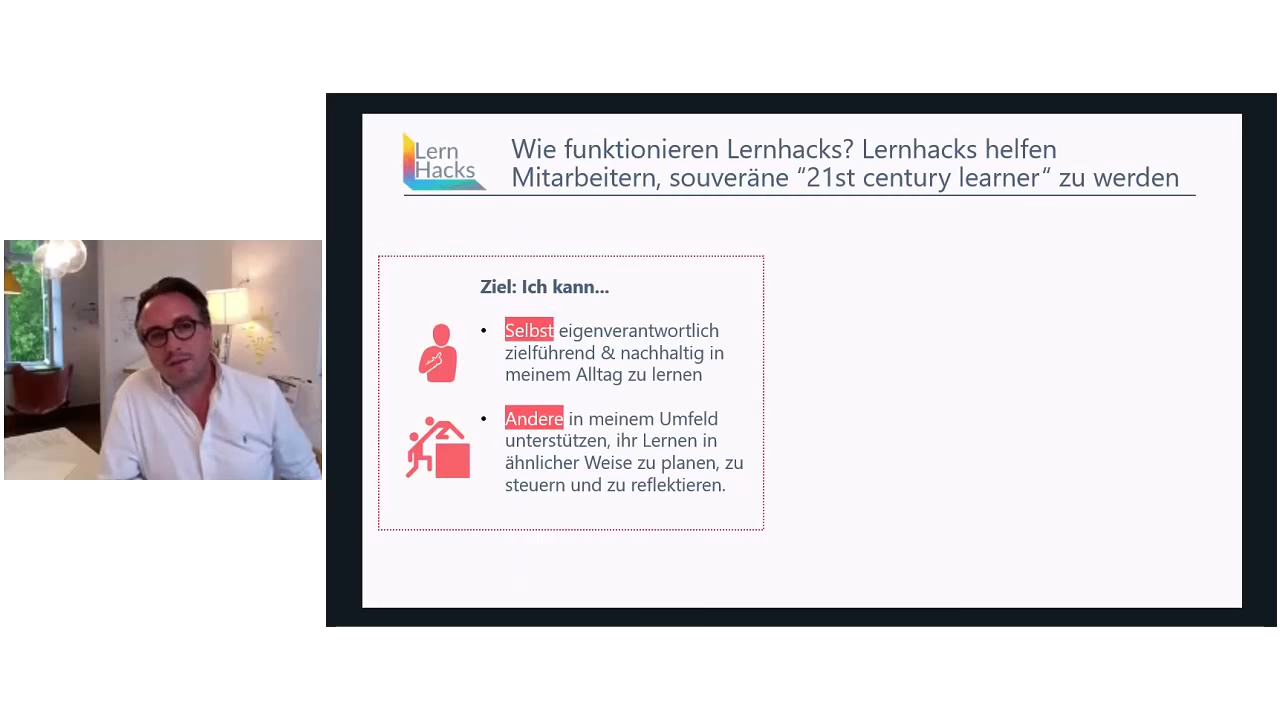 Lern
Hacks
Wie funktionieren Lernhacks? Lernhacks helfen
Mitarbeitern, souveräne “21st century learner“ zu werden
Ziel: Ich kann...
• Selbst eigenverantwortlich
zielführend & nachhaltig in
meinem Alltag zu lernen
• Andere in meinem Umfeld
unterstützen, ihr Lernen in
ähnlicher Weise zu planen, zu
steuern und zu reflektieren.